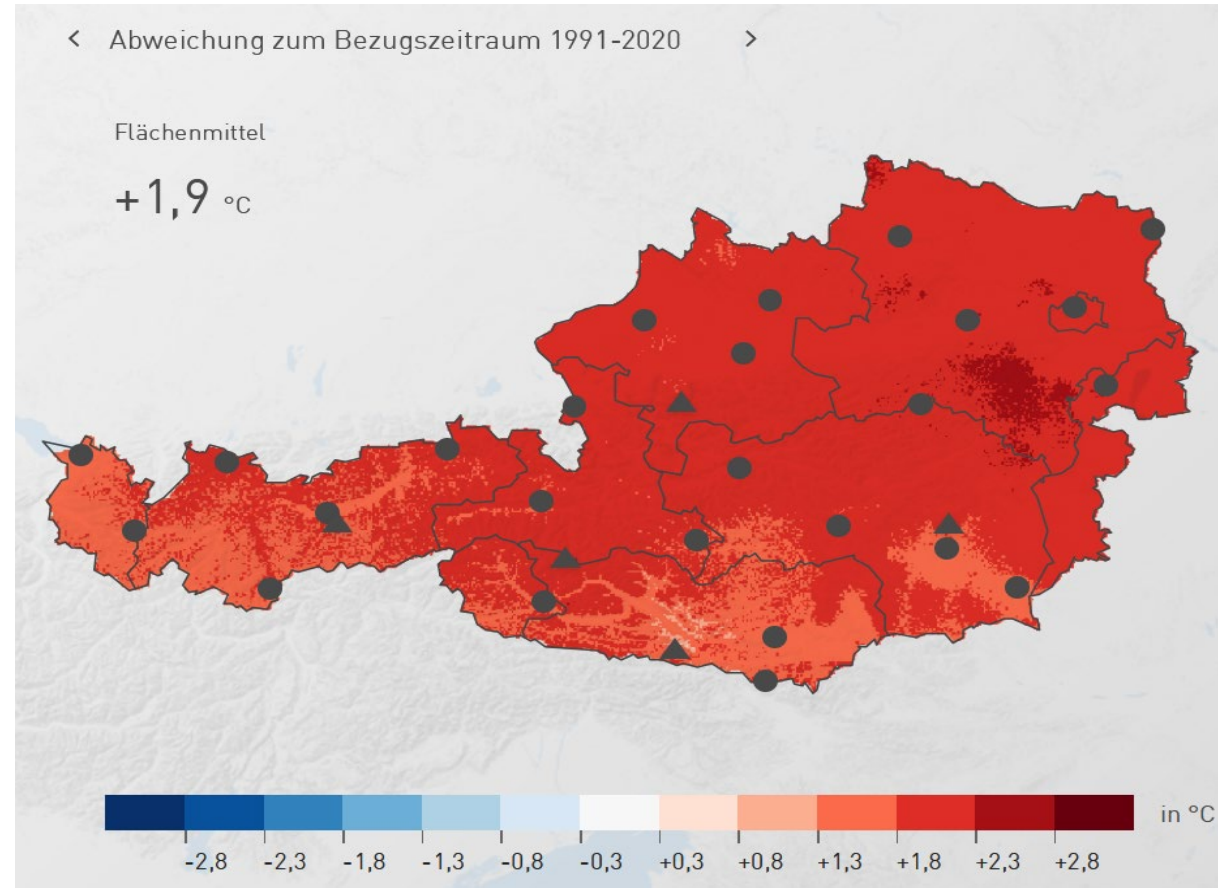 < Abweichung zum Bezugszeitraum 1991-2020 >
Flächenmittel
+1,9 °C
in °C
-2,8 -2,3 -1,8 -1,3 -0,8 -0,3 +0,3 +0,8 +1,3 +1,8 +2,3 +2,8